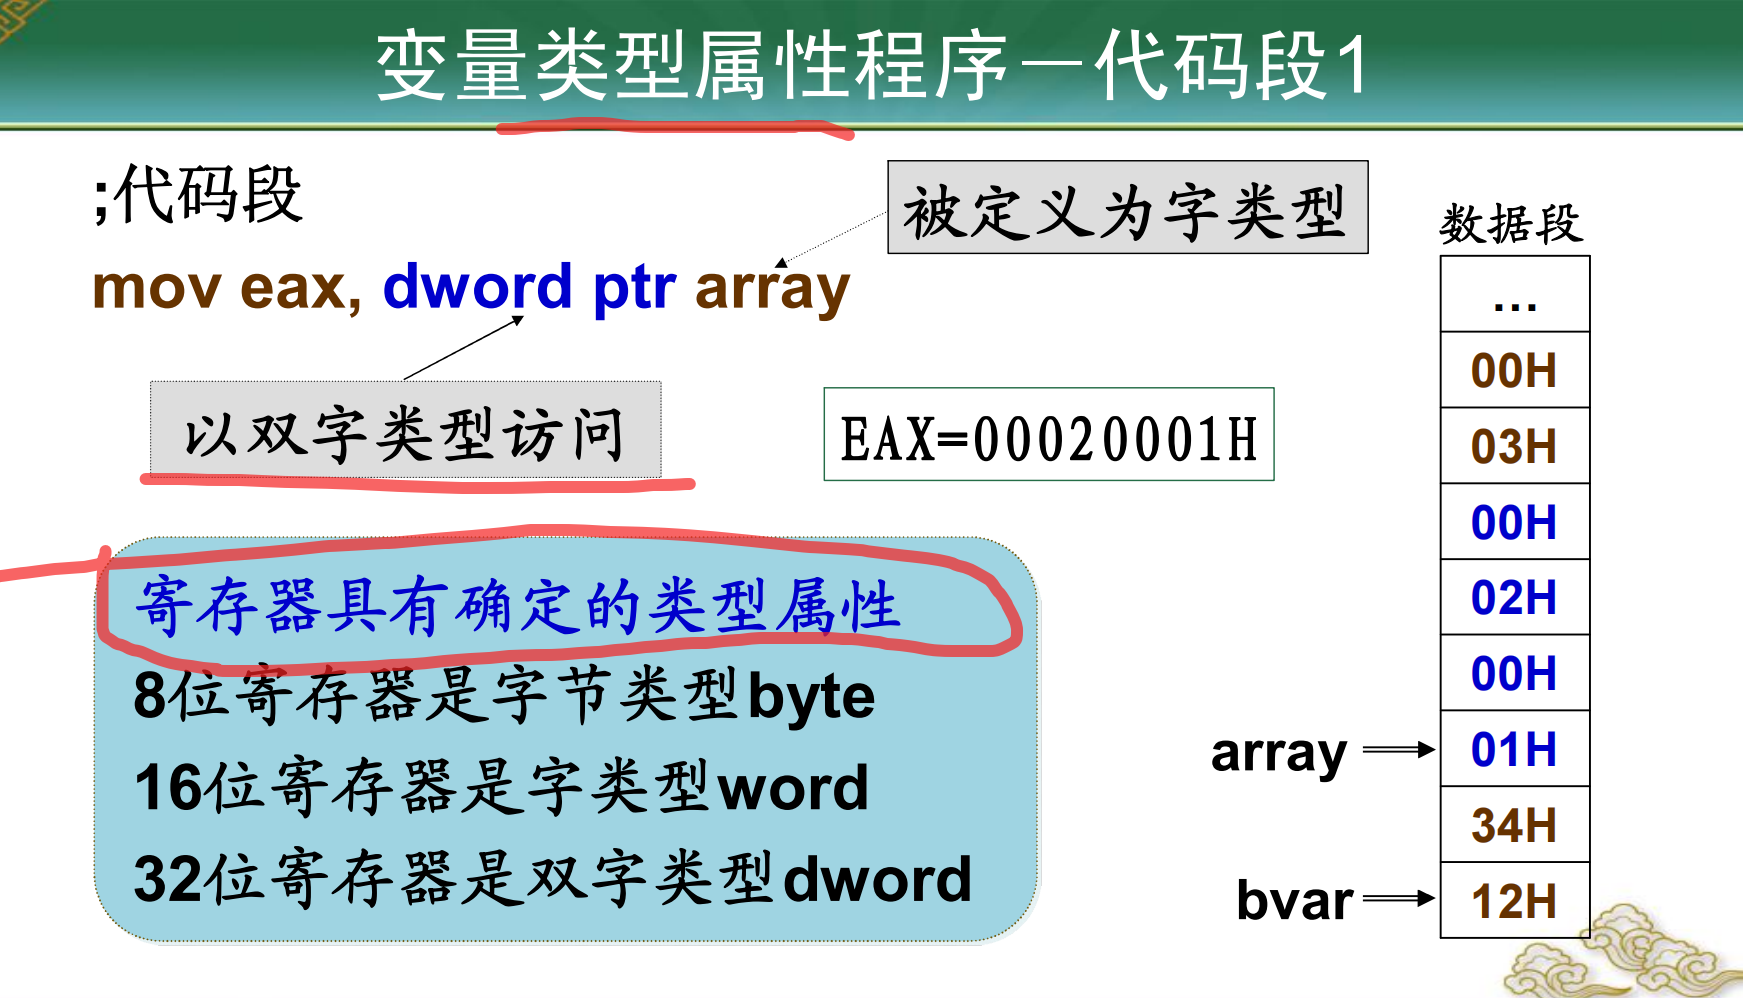 变量类型属性程序－代码段1
;代码段
被定义为字类型
mov eax, dword ptr array
以双字类型访问
EAX=00020001H
寄存器具有确定的类型属性
8位寄存器是字节类型byte
16位寄存器是字类型word
32位寄存器是双字类型dword
数据段
…
00H
03H
00H
02H
00H
array
01H
34H
bvar
12H